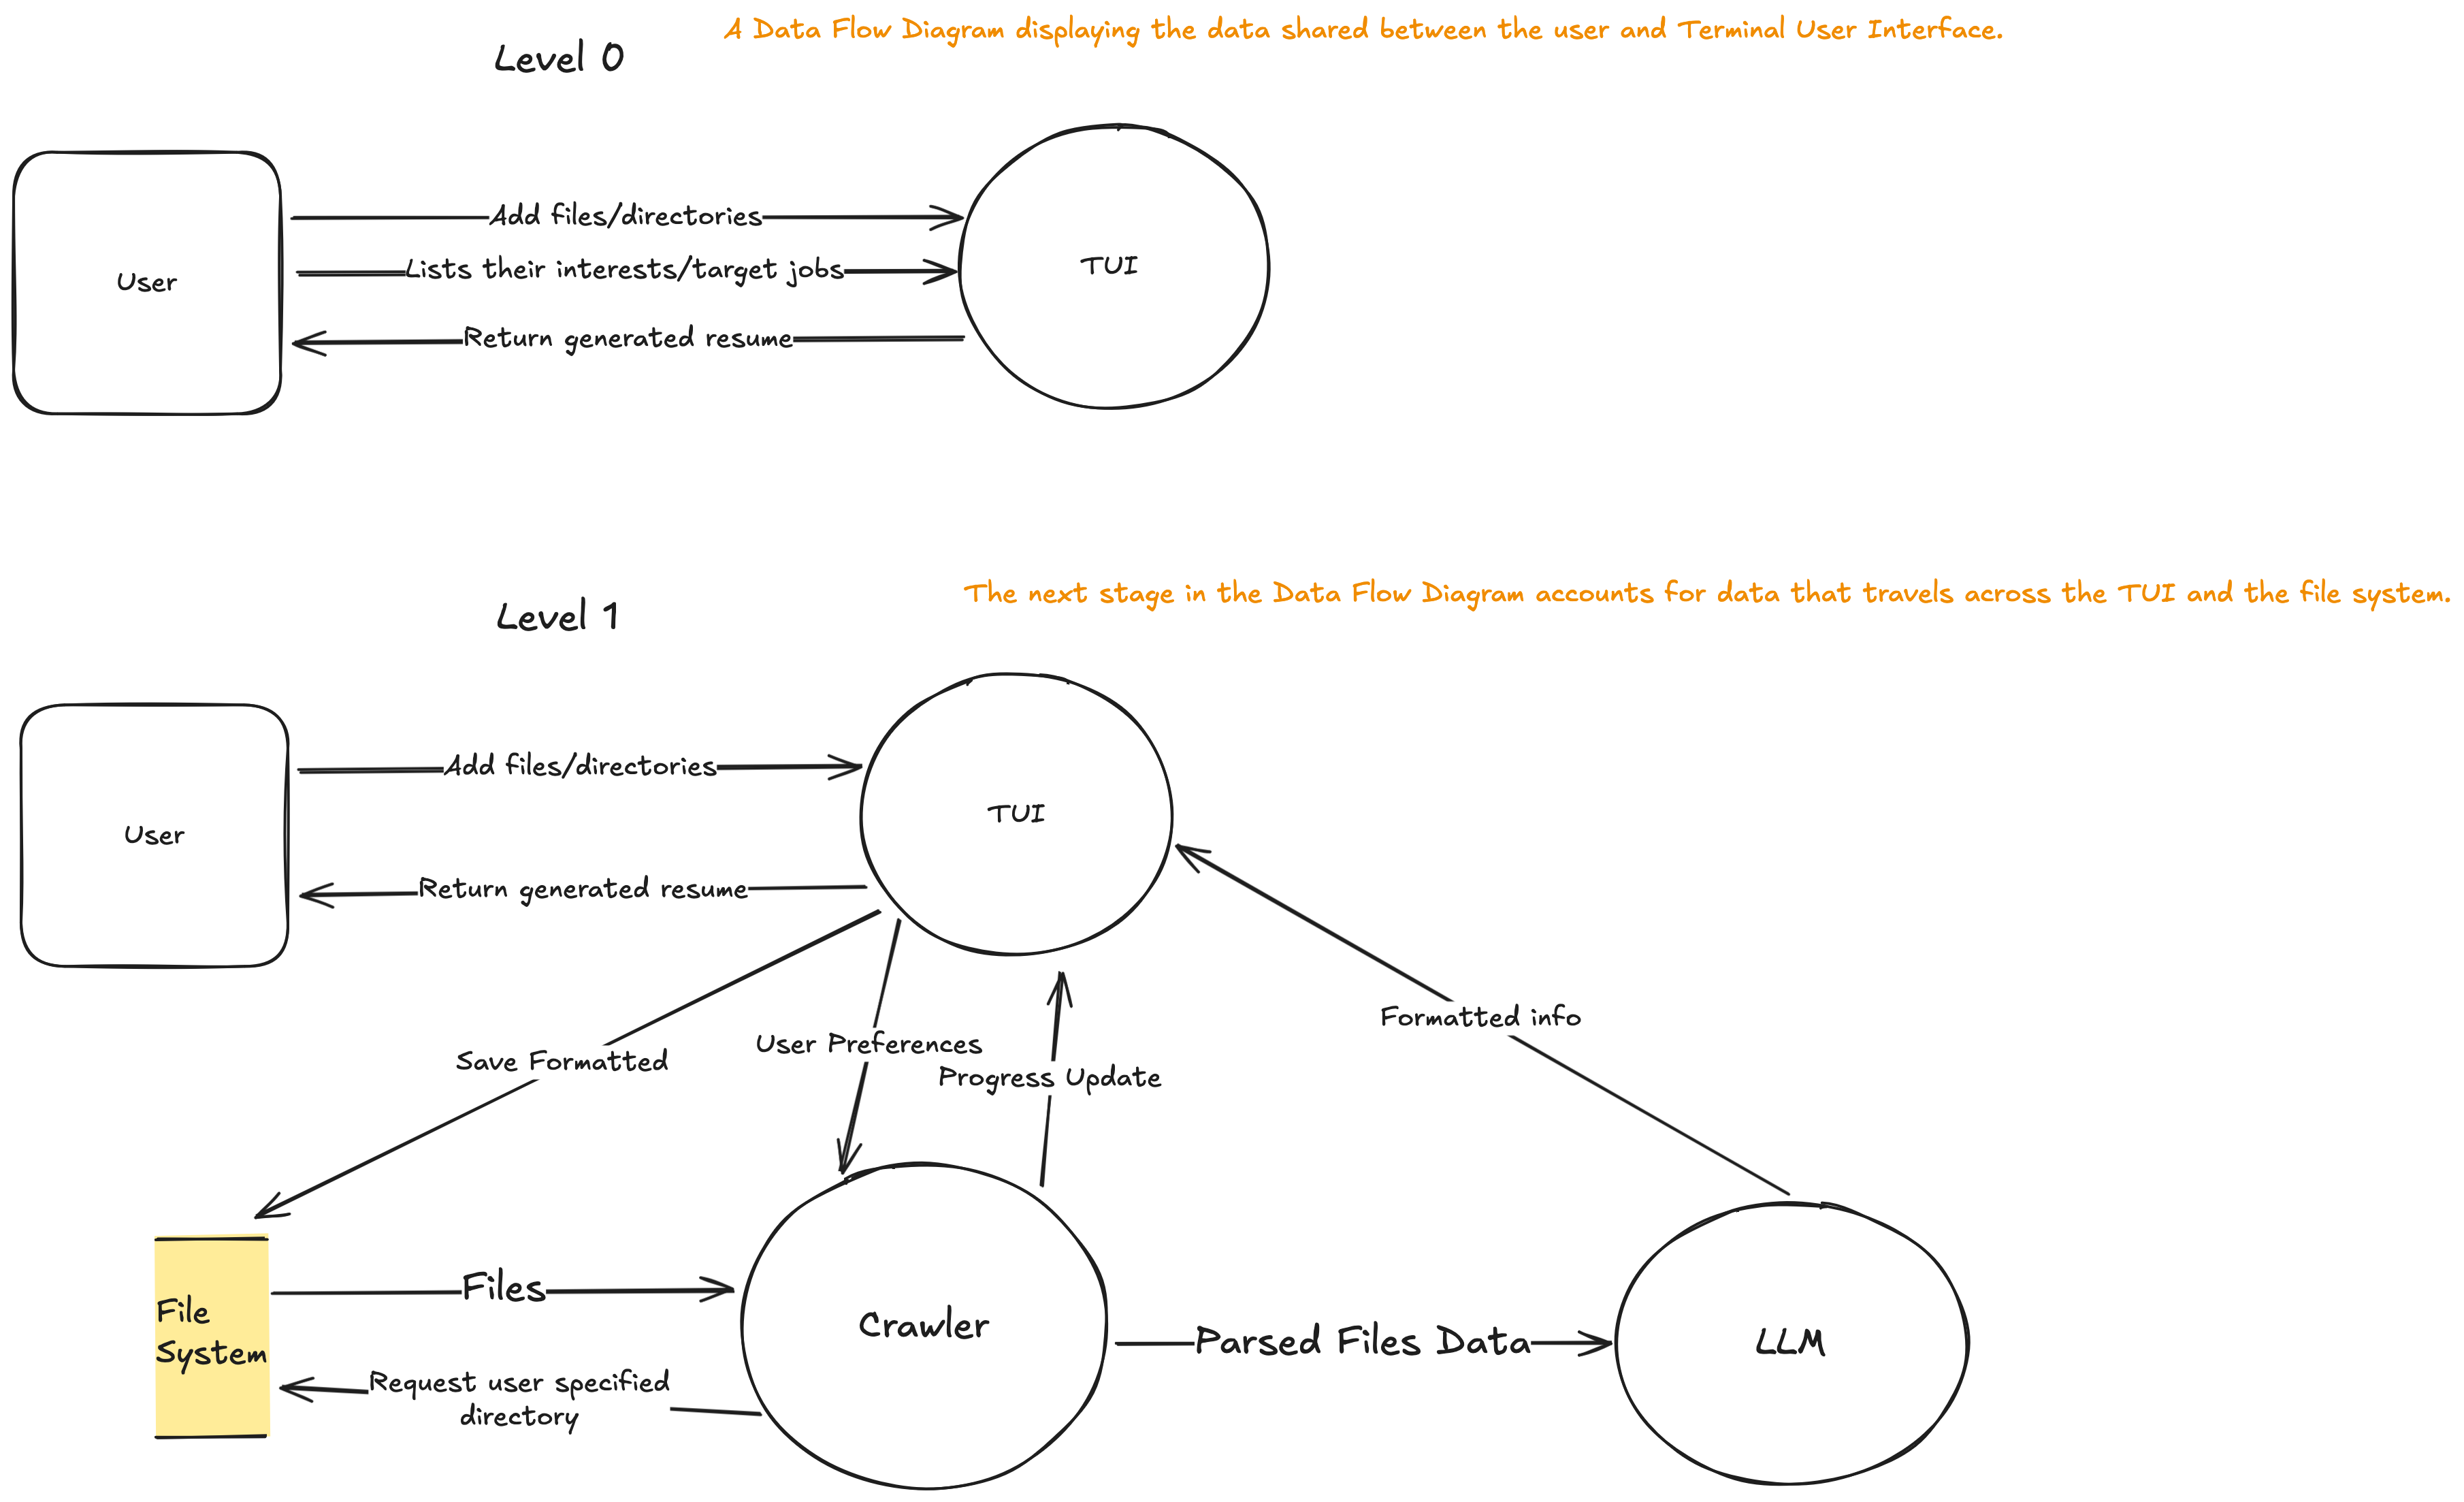 A Data Flow Diagram displaying the data shared between the user and Terminal User Interface.
Level 0
Add files/directories
Lists their interests/target jobs
User
TUI
Return generated resume
The next stage in the Data Flow Diagram accounts for data that travels across the TUI and the file system.
Level 1
Add files/directories
User
TUI
Return generated resume
Formatted info
User Preferences
Save Formatted
Progress Update
Files
File
System
Crawler
Parsed Files Data
LLM
Request user specified
directory